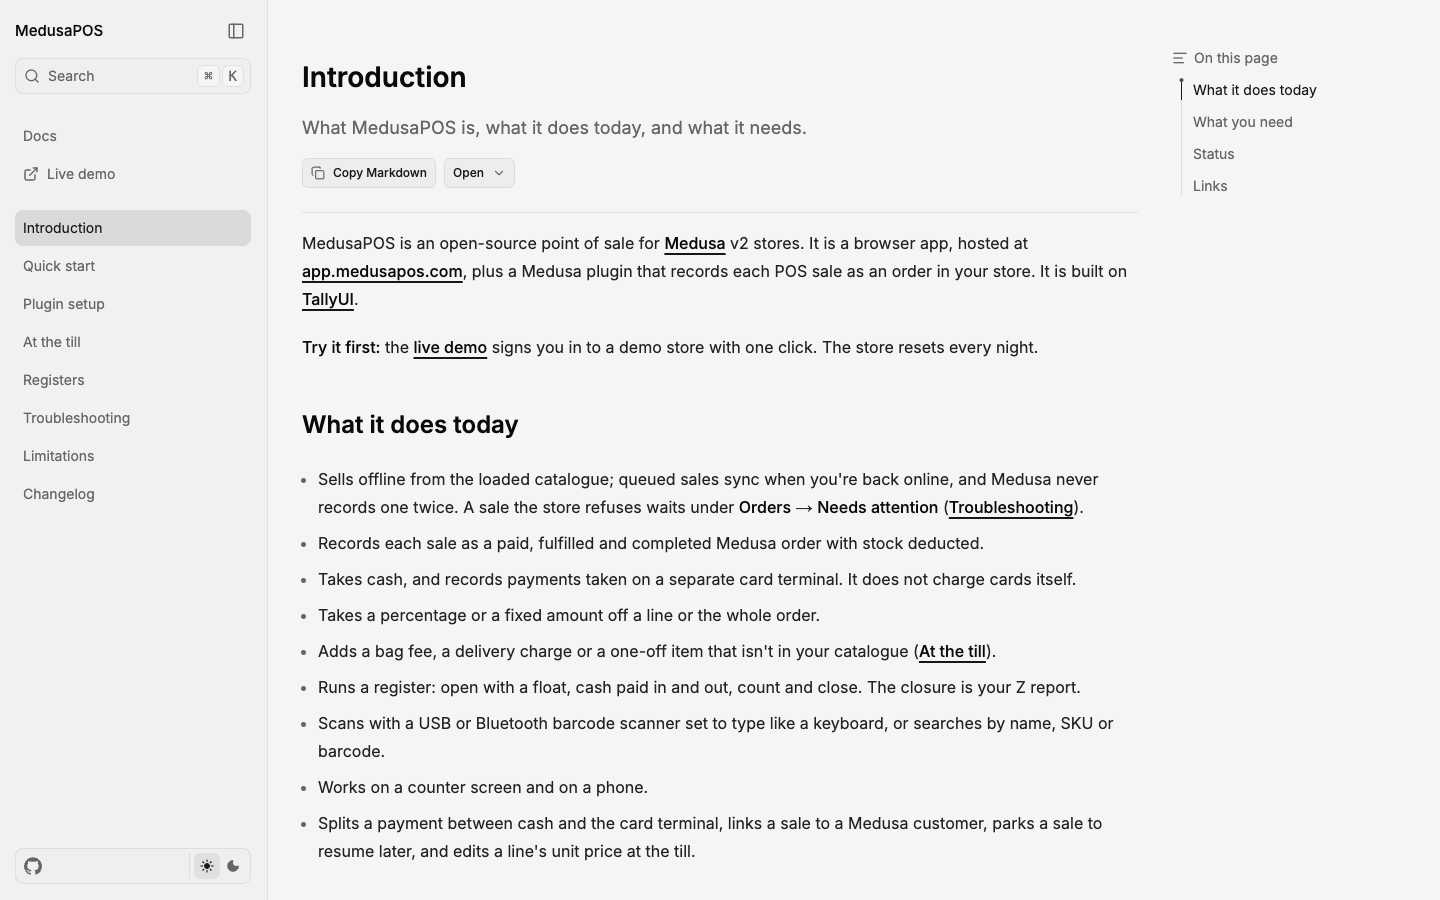 MedusaPOS
Search
⌘ K
Docs
Live demo
Introduction
Quick start
Plugin setup
At the till
Registers
Troubleshooting
Limitations
Changelog
Introduction
What MedusaPOS is, what it does today, and what it needs.
Copy Markdown
Open
MedusaPOS is an open-source point of sale for Medusa v2 stores. It is a browser app, hosted at
app.medusapos.com, plus a Medusa plugin that records each POS sale as an order in your store. It is built on
TallyUI.
Try it first: the live demo signs you in to a demo store with one click. The store resets every night.
What it does today
• Sells offline from the loaded catalogue; queued sales sync when you're back online, and Medusa never
records one twice. A sale the store refuses waits under Orders → Needs attention (Troubleshooting).
• Records each sale as a paid, fulfilled and completed Medusa order with stock deducted.
• Takes cash, and records payments taken on a separate card terminal. It does not charge cards itself.
• Takes a percentage or a fixed amount off a line or the whole order.
• Adds a bag fee, a delivery charge or a one-off item that isn't in your catalogue (At the till).
• Runs a register: open with a float, cash paid in and out, count and close. The closure is your Z report.
• Scans with a USB or Bluetooth barcode scanner set to type like a keyboard, or searches by name, SKU or
barcode.
• Works on a counter screen and on a phone.
• Splits a payment between cash and the card terminal, links a sale to a Medusa customer, parks a sale to
resume later, and edits a line's unit price at the till.
On this page
What it does today
What you need
Status
Links